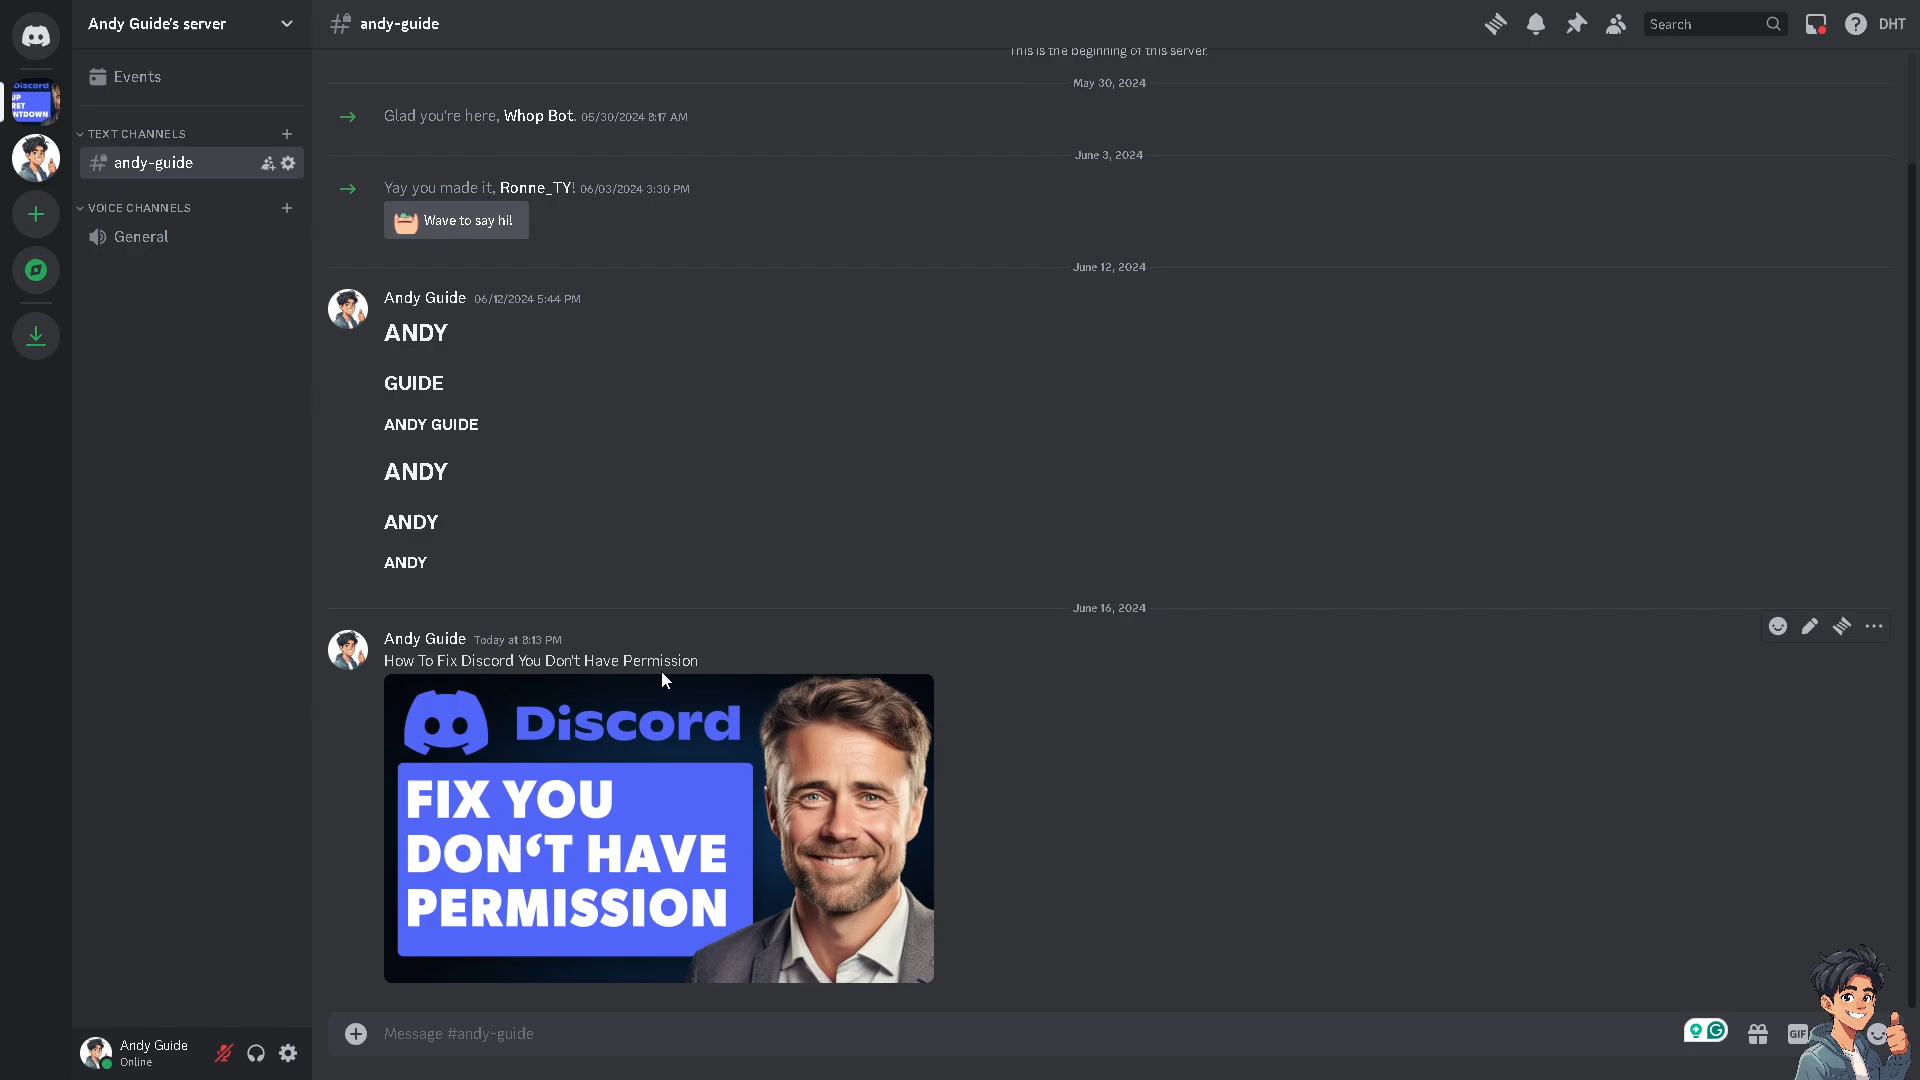 Andy Guide's server
andy-guide
Search
DHT
Discord
UP
RET
NTDOWN
Events
TEXT CHANNELS
andy-guide
VOICE CHANNELS
General
This is the beginning of this server.
May 30, 2024
Glad you're here, Whop Bot. 05/30/2024 8:17 AM
June 3, 2024
Yay you made it, Ronne_TY! 06/03/2024 3:30 PM
Wave to say hi!
June 12, 2024
Andy Guide 06/12/2024 5:44 PM
ANDY
GUIDE
ANDY GUIDE
ANDY
ANDY
ANDY
June 16, 2024
Andy Guide Today at 8:13 PM
How To Fix Discord You Don't Have Permission
Discord
FIX YOU
DON‘T HAVE
PERMISSION
Message #andy-guide
GIF
Andy Guide
Online